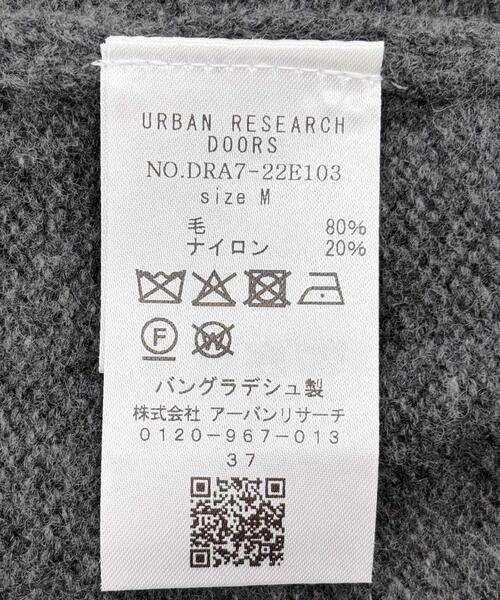 URBAN RESEARCH
DOORS
NO.DRA7-22E103
size M
毛 80%
ナイロン 20%
F W
バングラデシュ製
株式会社 アーバンリサーチ
0120-967-013
37